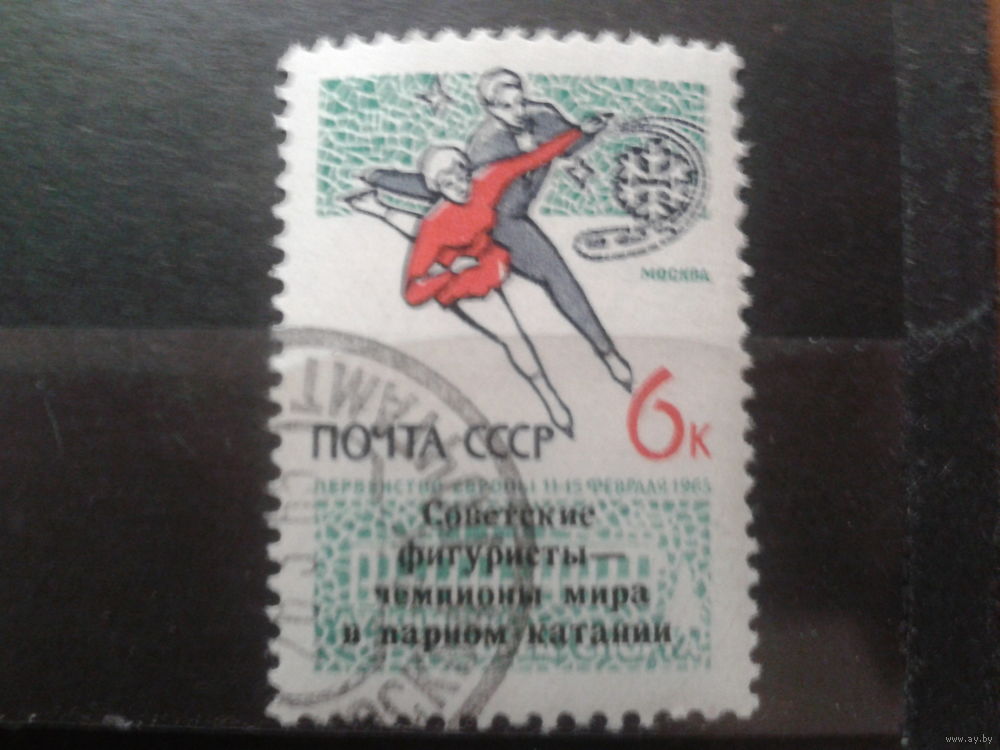 МОСКВА
6к
ПОЧТА СССР
ПЕРВЕНСТВО ЕВРОПЫ 11-15 ФЕВРАЛЯ 1965
Советские
фигуристы—
чемпионы мира
в парном катании
www.ay.by